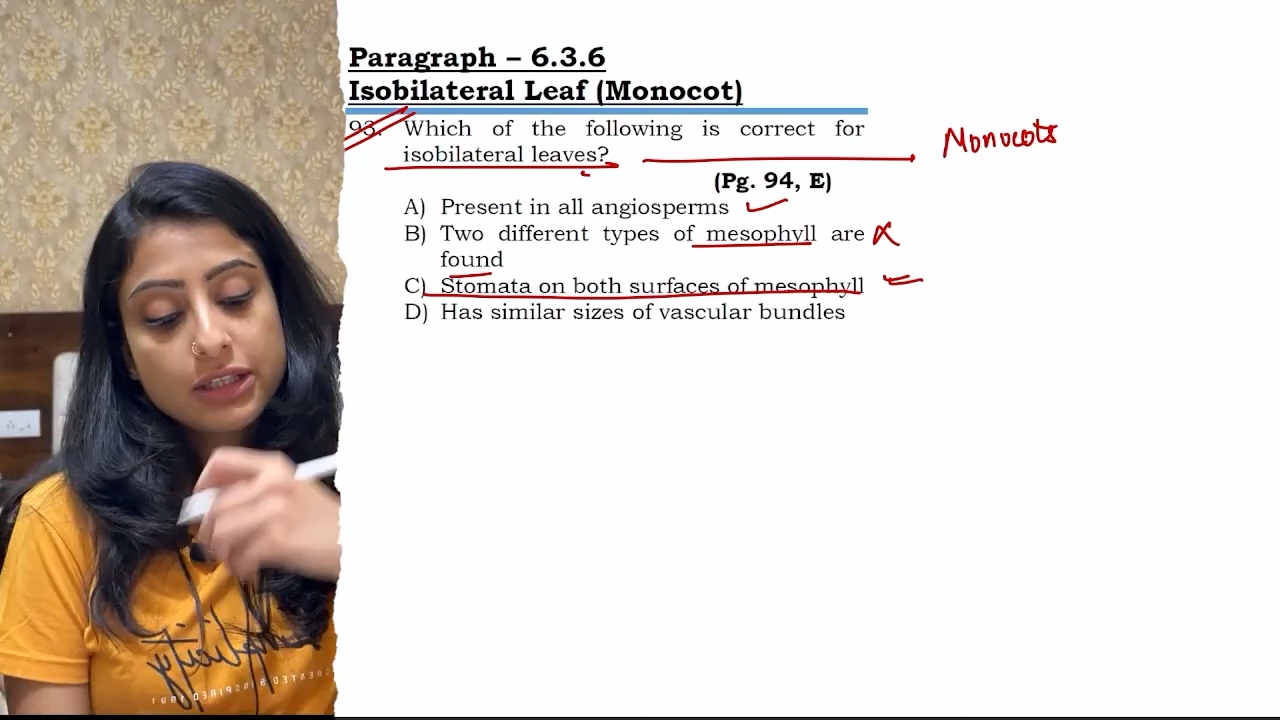 Paragraph – 6.3.6
Isobilateral Leaf (Monocot)
93. Which of the following is correct for
isobilateral leaves?
Monocots
(Pg. 94, E)
A) Present in all angiosperms
B) Two different types of mesophyll are
found
C) Stomata on both surfaces of mesophyll
D) Has similar sizes of vascular bundles